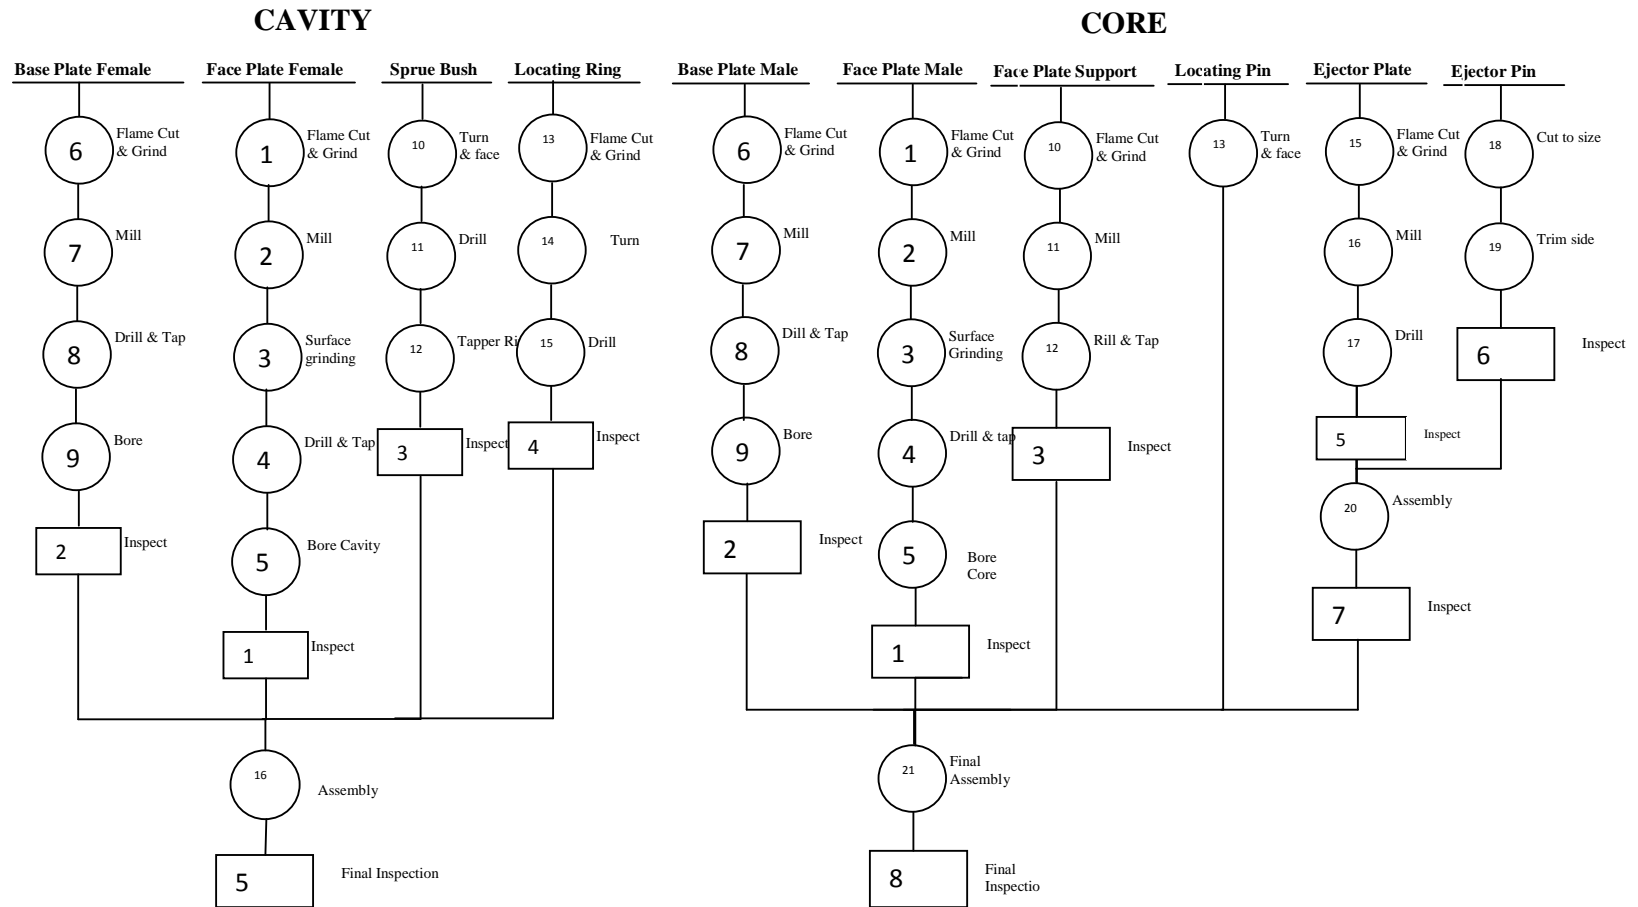 CAVITY
Base Plate Female
6
Flame Cut
& Grind
7
Mill
8
Drill & Tap
9
Bore
2
Inspect
Face Plate Female
1
Flame Cut
& Grind
2
Mill
3
Surface
grinding
4
Drill & Tap
5
Bore Cavity
1
Inspect
Sprue Bush
10
Turn
& face
11
Drill
12
Tapper Ri
3
Inspect
Locating Ring
13
Flame Cut
& Grind
14
Turn
15
Drill
4
Inspect
16
Assembly
5
Final Inspection
CORE
Base Plate Male
6
Flame Cut
& Grind
7
Mill
8
Dill & Tap
9
Bore
2
Inspect
Face Plate Male
1
Flame Cut
& Grind
2
Mill
3
Surface
Grinding
4
Drill & tap
5
Bore
Core
1
Inspect
Face Plate Support
10
Flame Cut
& Grind
11
Mill
12
Rill & Tap
3
Inspect
Locating Pin
13
Turn
& face
Ejector Plate
15
Flame Cut
& Grind
16
Mill
17
Drill
5
Inspect
Ejector Pin
18
Cut to size
19
Trim side
6
Inspect
20
Assembly
7
Inspect
21
Final
Assembly
8
Final
Inspectio